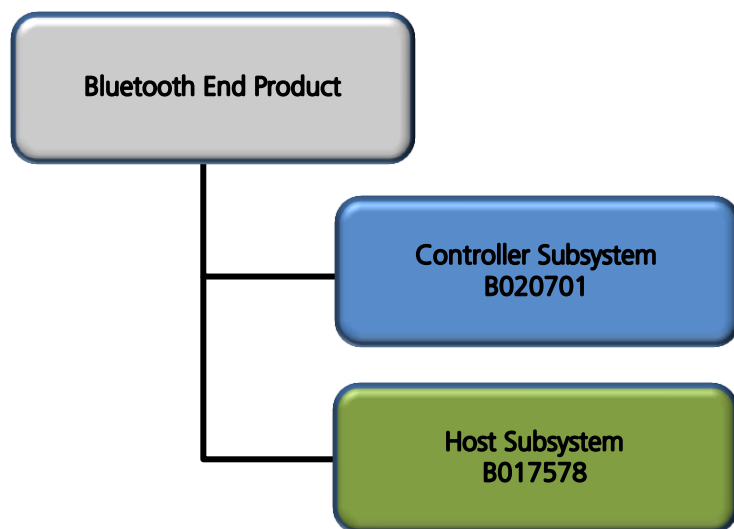 Bluetooth End Product
Controller Subsystem
B020701
Host Subsystem
B017578